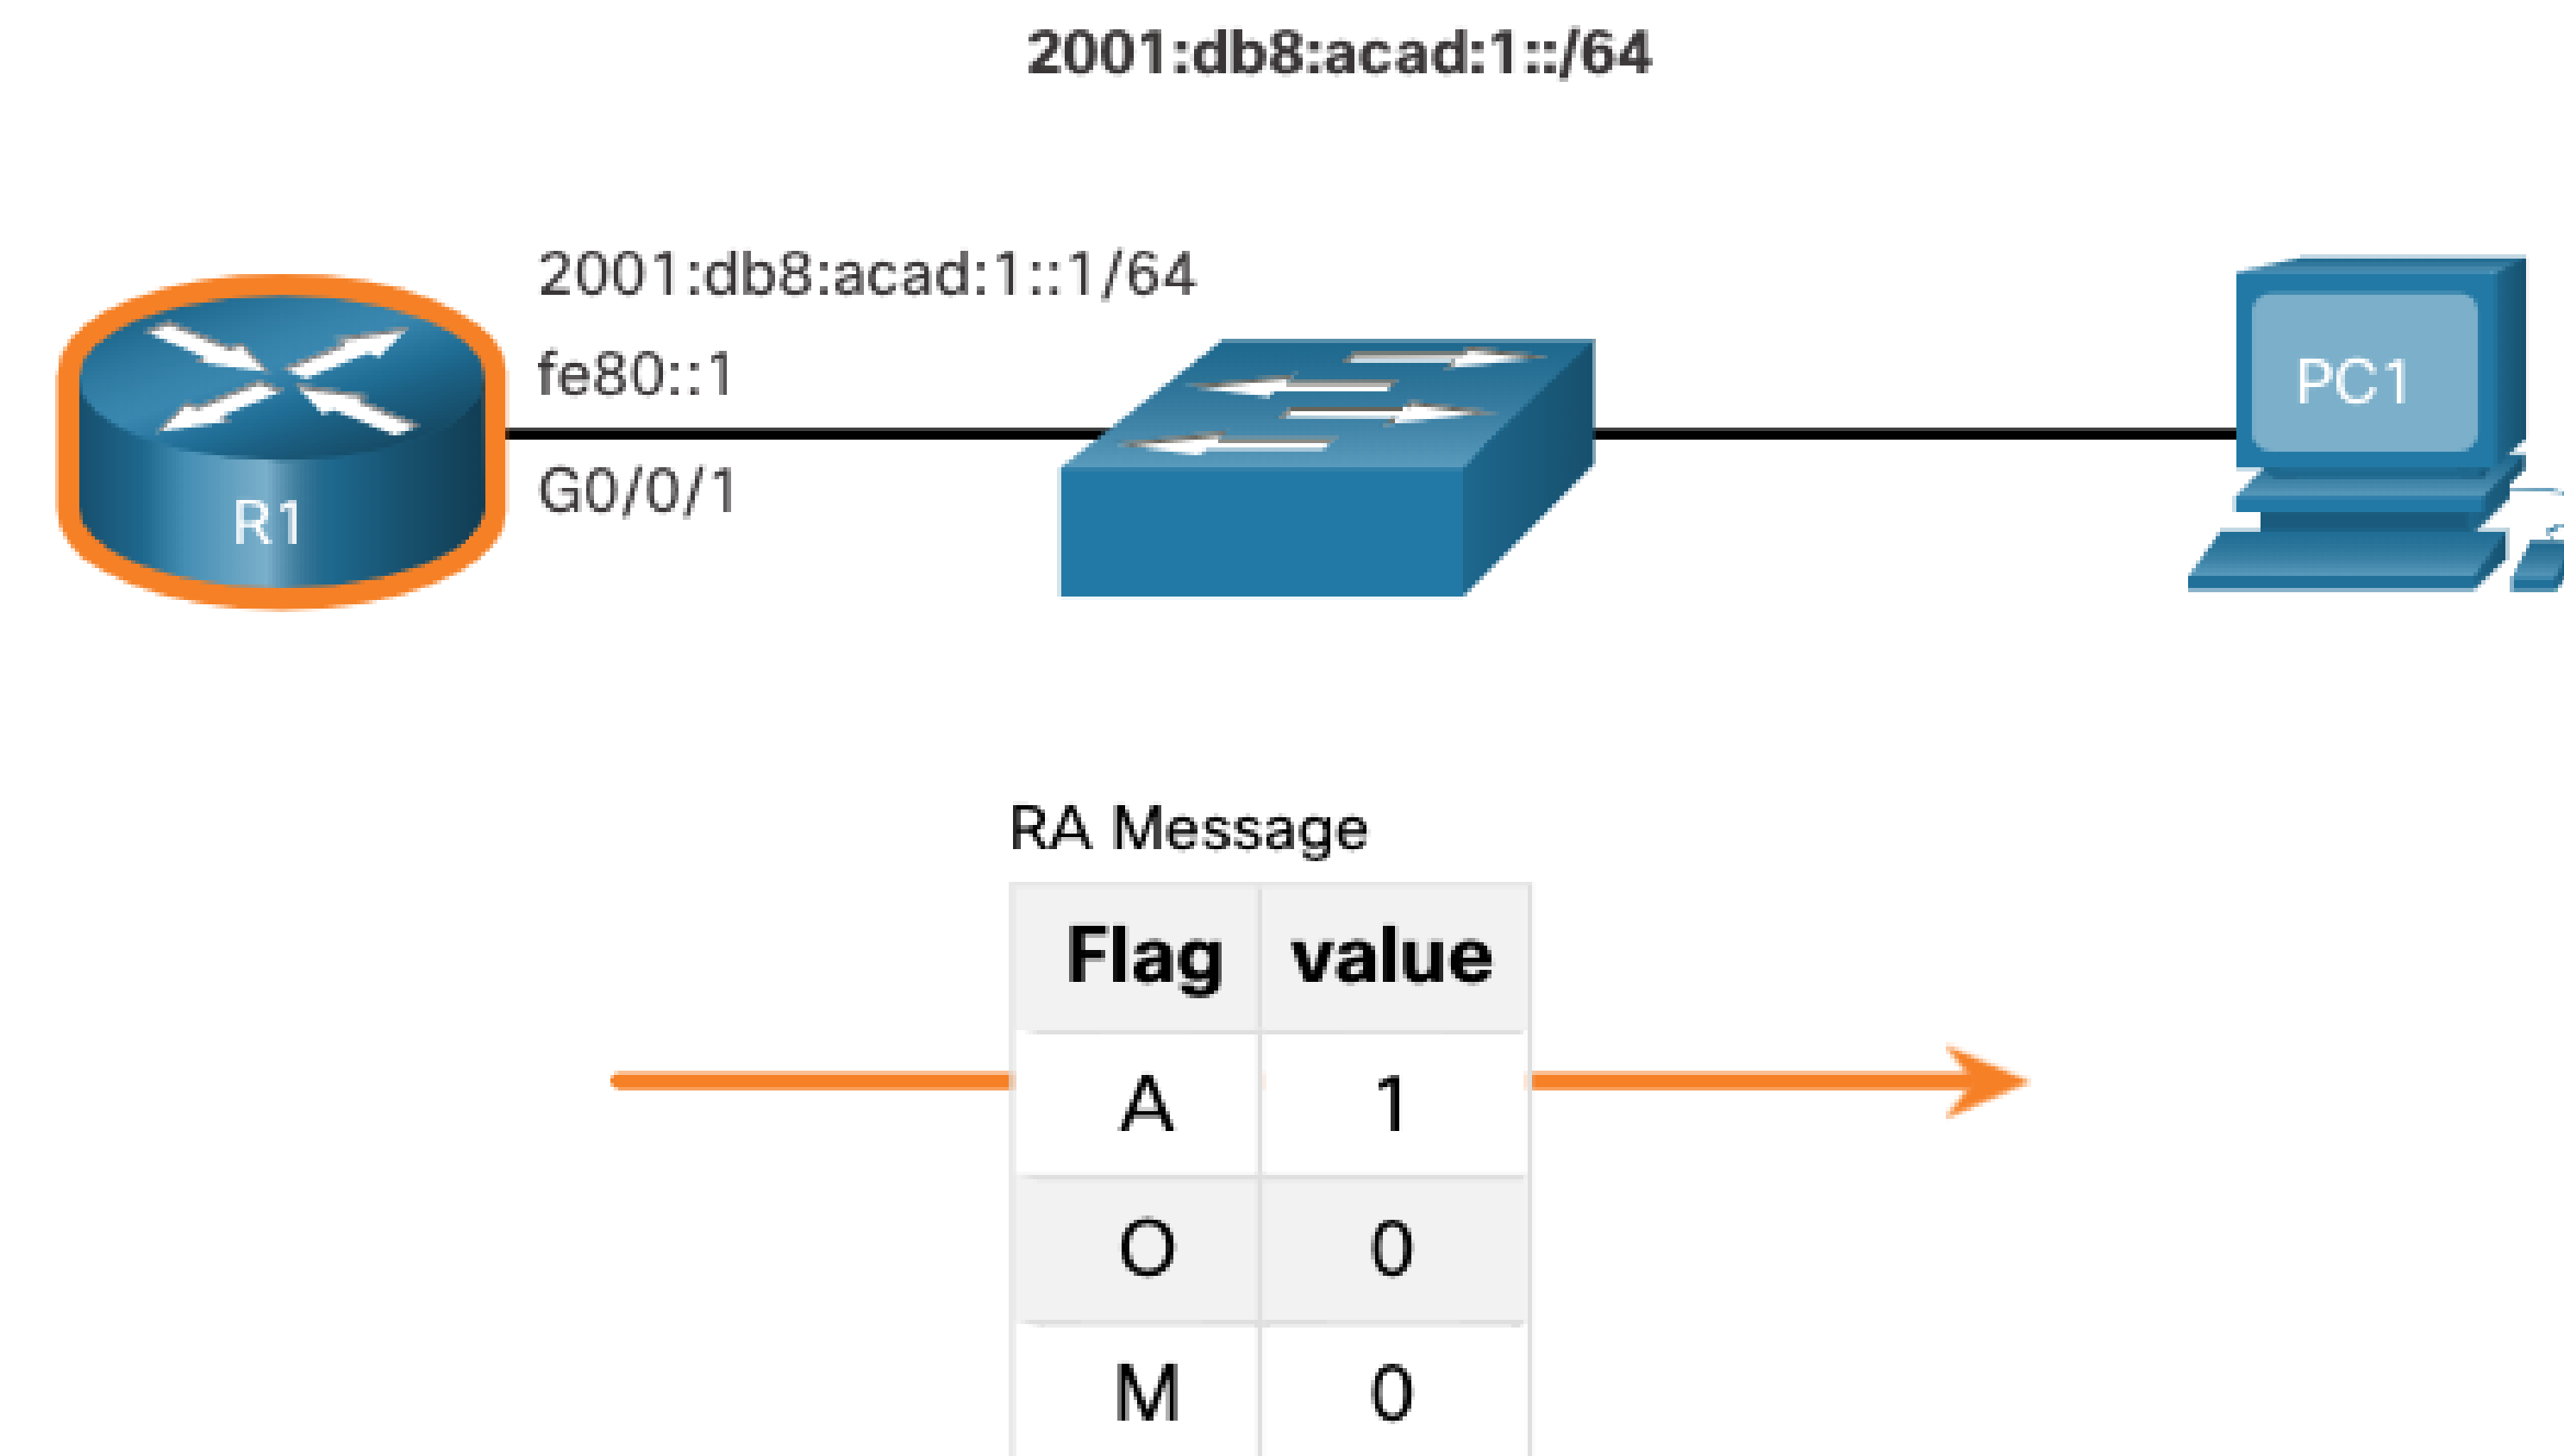 2001:db8:acad:1::/64
2001:db8:acad:1::1/64
fe80::1
G0/0/1
R1
PC1
RA Message
Flag value
A 1
O 0
M 0